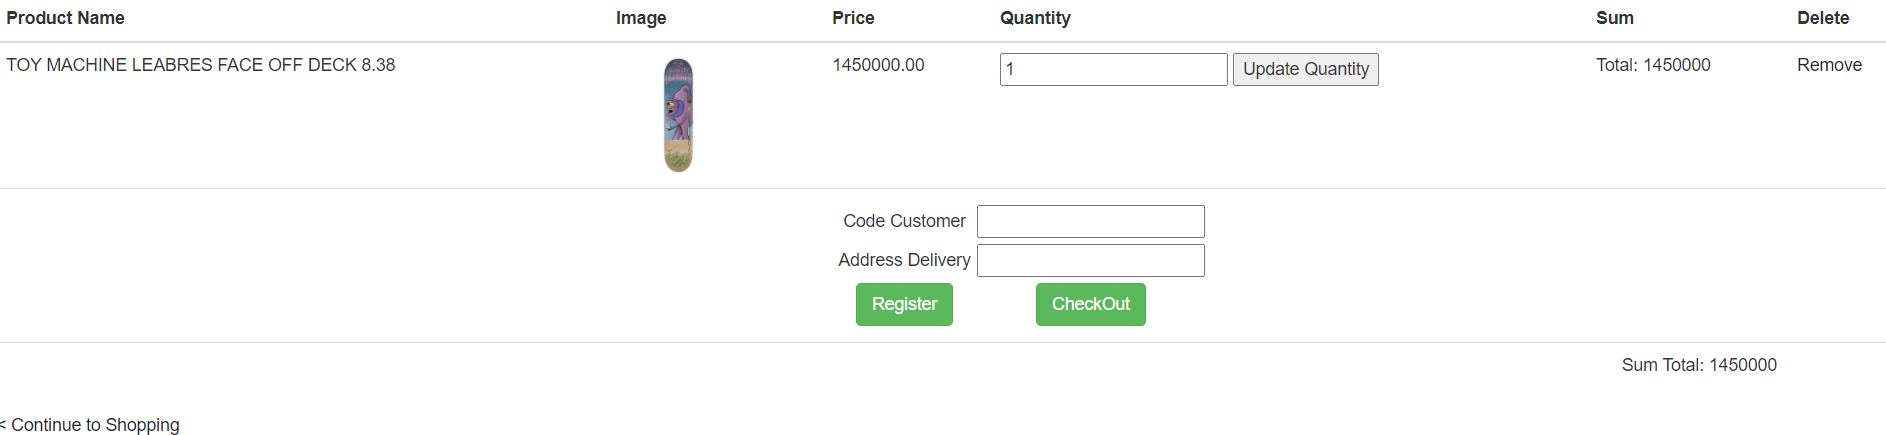 Product Name Image Price Quantity Sum Delete
TOY MACHINE LEABRES FACE OFF DECK 8.38 1450000.00 1 Update Quantity Total: 1450000 Remove
Code Customer
Address Delivery
Register CheckOut
Sum Total: 1450000
< Continue to Shopping